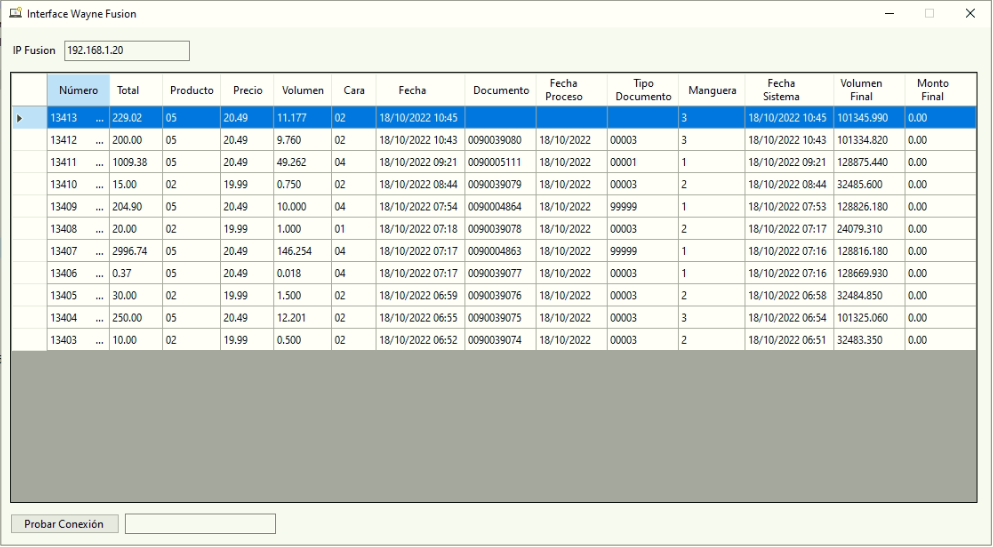 Interface Wayne Fusion
IP Fusion 192.168.1.20
Número Total Producto Precio Volumen Cara Fecha Documento Fecha Proceso Tipo Documento Manguera Fecha Sistema Volumen Final Monto Final
13413 ... 229.02 05 20.49 11.177 02 18/10/2022 10:45 3 18/10/2022 10:45 101345.990 0.00
13412 ... 200.00 05 20.49 9.760 02 18/10/2022 10:43 0090039080 18/10/2022 00003 3 18/10/2022 10:43 101334.820 0.00
13411 ... 1009.38 05 20.49 49.262 04 18/10/2022 09:21 0090005111 18/10/2022 00001 1 18/10/2022 09:21 128875.440 0.00
13410 ... 15.00 02 19.99 0.750 02 18/10/2022 08:44 0090039079 18/10/2022 00003 2 18/10/2022 08:44 32485.600 0.00
13409 ... 204.90 05 20.49 10.000 04 18/10/2022 07:54 0090004864 18/10/2022 99999 1 18/10/2022 07:53 128826.180 0.00
13408 ... 20.00 02 19.99 1.000 01 18/10/2022 07:18 0090039078 18/10/2022 00003 2 18/10/2022 07:17 24079.310 0.00
13407 ... 2996.74 05 20.49 146.254 04 18/10/2022 07:17 0090004863 18/10/2022 99999 1 18/10/2022 07:16 128816.180 0.00
13406 ... 0.37 05 20.49 0.018 04 18/10/2022 07:17 0090039077 18/10/2022 00003 1 18/10/2022 07:16 128669.930 0.00
13405 ... 30.00 02 19.99 1.500 02 18/10/2022 06:59 0090039076 18/10/2022 00003 2 18/10/2022 06:58 32484.850 0.00
13404 ... 250.00 05 20.49 12.201 02 18/10/2022 06:55 0090039075 18/10/2022 00003 3 18/10/2022 06:54 101325.060 0.00
13403 ... 10.00 02 19.99 0.500 02 18/10/2022 06:52 0090039074 18/10/2022 00003 2 18/10/2022 06:51 32483.350 0.00
Probar Conexión